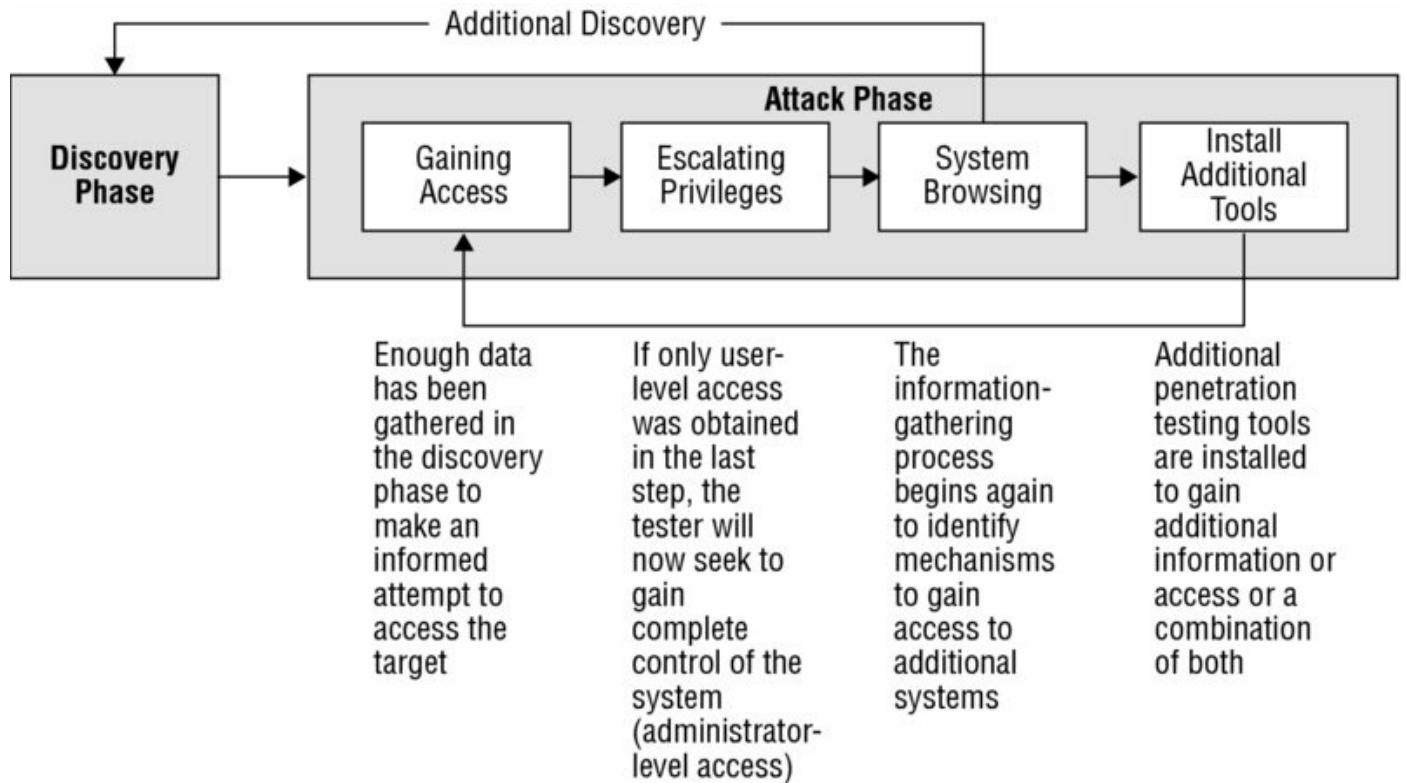 Additional Discovery
Attack Phase
Discovery
Phase
Gaining
Access
Escalating
Privileges
System
Browsing
Install
Additional
Tools
Enough data
has been
gathered in
the discovery
phase to
make an
informed
attempt to
access the
target
If only user-
level access
was obtained
in the last
step, the
tester will
now seek to
gain
complete
control of the
system
(administrator-
level access)
The
information-
gathering
process
begins again
to identify
mechanisms
to gain
access to
additional
systems
Additional
penetration
testing tools
are installed
to gain
additional
information or
access or a
combination
of both